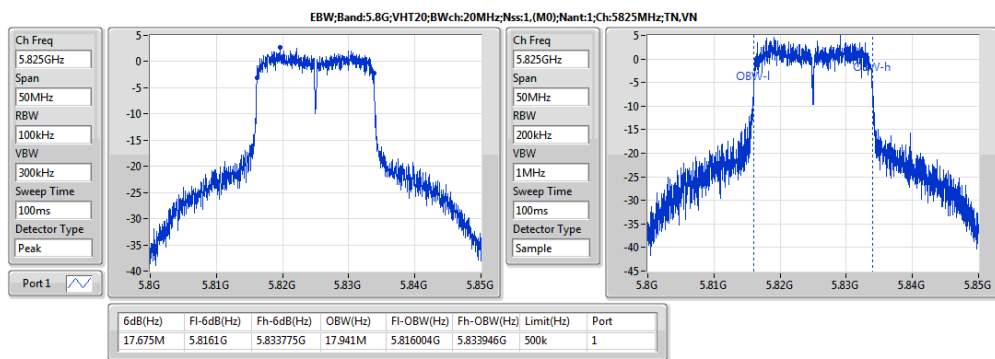 EBW;Band:5.8G;VHT20;BWch:20MHz;Nss:1,(M0);Nant:1;Ch:5825MHz;TN,VN
Ch Freq
5.825GHz
Span
50MHz
RBW
100kHz
VBW
300kHz
Sweep Time
100ms
Detector Type
Peak
Port 1
5
0
-5
-10
-15
-20
-25
-30
-35
-40
5.8G 5.81G 5.82G 5.83G 5.84G 5.85G
Ch Freq
5.825GHz
Span
50MHz
RBW
200kHz
VBW
1MHz
Sweep Time
100ms
Detector Type
Sample
5
0
-5
-10
-15
-20
-25
-30
-35
-40
-45
OBW-l OBW-h
5.8G 5.81G 5.82G 5.83G 5.84G 5.85G
6dB(Hz) Fl-6dB(Hz) Fh-6dB(Hz) OBW(Hz) Fl-OBW(Hz) Fh-OBW(Hz) Limit(Hz) Port
17.675M 5.8161G 5.833775G 17.941M 5.816004G 5.833946G 500k 1